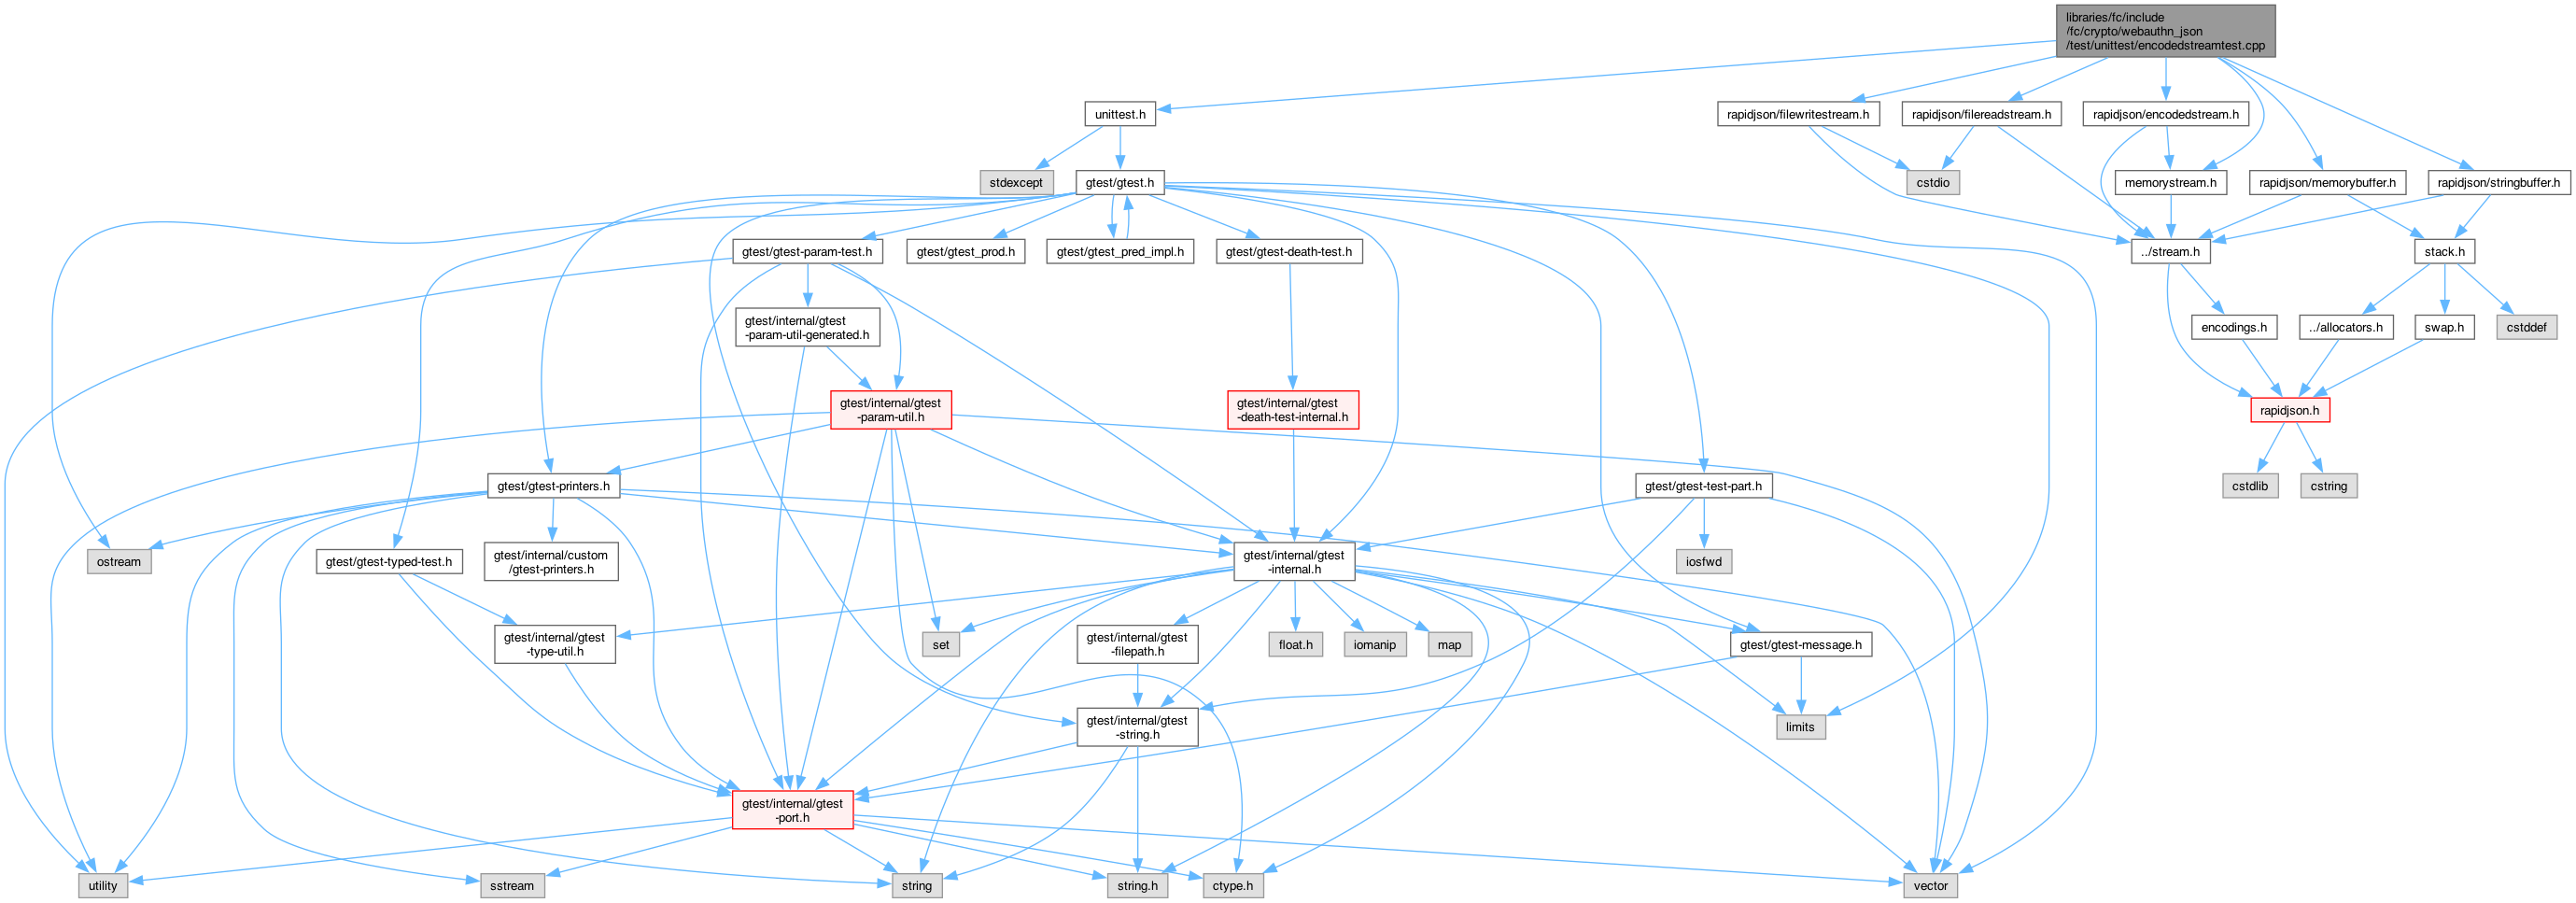 libraries/fc/include
/fc/crypto/webauthn_json
/test/unittest/encodedstreamtest.cpp
unittest.h
rapidjson/filewritestream.h
rapidjson/filereadstream.h
rapidjson/encodedstream.h
stdexcept
gtest/gtest.h
cstdio
memorystream.h
rapidjson/memorybuffer.h
rapidjson/stringbuffer.h
gtest/gtest-param-test.h
gtest/gtest_prod.h
gtest/gtest_pred_impl.h
gtest/gtest-death-test.h
../stream.h
stack.h
gtest/internal/gtest
-param-util-generated.h
encodings.h
../allocators.h
swap.h
cstddef
gtest/internal/gtest
-param-util.h
gtest/internal/gtest
-death-test-internal.h
rapidjson.h
gtest/gtest-printers.h
gtest/gtest-test-part.h
cstdlib
cstring
ostream
gtest/gtest-typed-test.h
gtest/internal/custom
/gtest-printers.h
gtest/internal/gtest
-internal.h
iosfwd
gtest/internal/gtest
-type-util.h
set
gtest/internal/gtest
-filepath.h
float.h
iomanip
map
gtest/gtest-message.h
gtest/internal/gtest
-string.h
limits
gtest/internal/gtest
-port.h
utility
sstream
string
string.h
ctype.h
vector